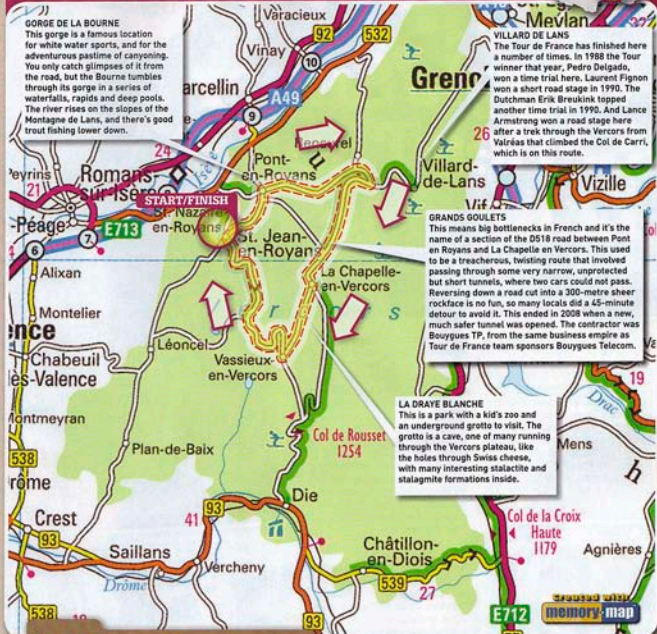 GORGE DE LA BOURNE
This gorge is a famous location
for white water sports, and for the
adventurous pastime of canyoning.
You only catch glimpses of it from
the road, but the Bourne tumbles
through its gorge in a series of
waterfalls, rapids and deep pools.
The river rises on the slopes of the
Montagne de Lans, and there's good
trout fishing lower down.
VILLARD DE LANS
The Tour de France has finished here
a number of times. In 1988 the Tour
winner that year, Pedro Delgado,
won a time trial here. Laurent Fignon
won a short road stage in 1990. The
Dutchman Erik Breukink topped
another time trial in 1990. And Lance
Armstrong won a road stage here
after a trek through the Vercors from
Valréas that climbed the Col de Carri,
which is on this route.
GRANDS GOULETS
This means big bottlenecks in French and it's the
name of a section of the D518 road between Pont
en Royans and La Chapelle en Vercors. This used
to be a treacherous, twisting route that involved
passing through some very narrow, unprotected
but short tunnels, where two cars could not pass.
Reversing down a road cut into a 300-metre sheer
rockface is no fun, so many locals did a 45-minute
detour to avoid it. This ended in 2008 when a new,
much safer tunnel was opened. The contractor was
Bouygues TP, from the same business empire as
Tour de France team sponsors Bouygues Telecom.
LA DRAYE BLANCHE
This is a park with a kid's zoo and
an underground grotto to visit. The
grotto is a cave, one of many running
through the Vercors plateau, like
the holes through Swiss cheese,
with many interesting stalactite and
stalagmite formations inside.
Varacieux
92
532
Meylan
Vinay
10
Greno
arcellin
A49
9
24
26
Pont-
en-Royans
Villard-
de-Lans
Vif
Vizille
Peyrins
21
Romans-
sur-Isère
Isère
START/FINISH
St. Nazaire
en-Royans
-Péage
E713
6
7
St. Jean-
en-Royans
Alixan
La Chapelle-
en-Vercors
Montelier
ence
Chabeuil
es-Valence
Léoncel
Vassieux-
en-Vercors
r
s
u
19
Drac
Montmeyran
Plan-de-Baix
Col de Rousset
1254
Mens
h
538
rôme
93
Die
Crest
93
41
Col de la Croix
Haute
1179
Saillans
Vercheny
Châtillon-
en-Diois
Agnières
Drôme
539
27
538
93
E712
Created with
memory-map